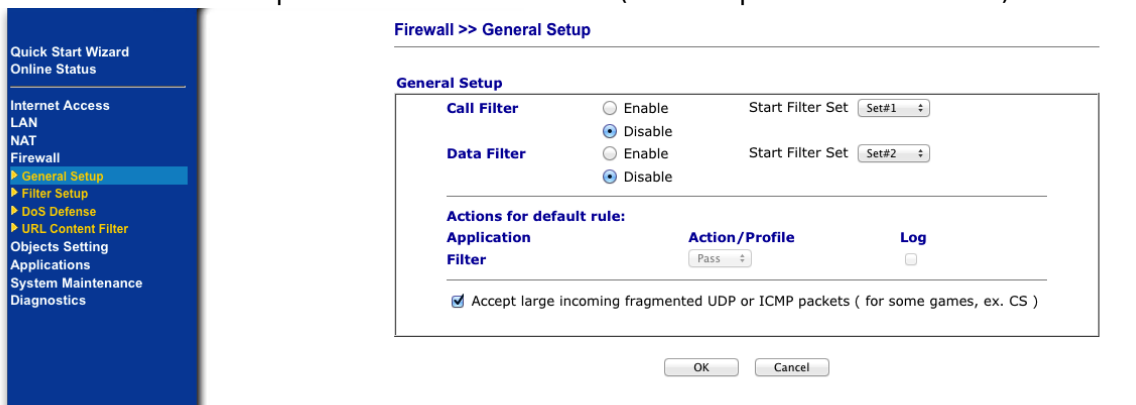 Firewall >> General Setup
Quick Start Wizard
Online Status
Internet Access
LAN
NAT
Firewall
General Setup
Filter Setup
DoS Defense
URL Content Filter
Objects Setting
Applications
System Maintenance
Diagnostics
General Setup
Call Filter Enable Start Filter Set Set#1
Disable
Data Filter Enable Start Filter Set Set#2
Disable
Actions for default rule:
Application Action/Profile Log
Filter Pass
Accept large incoming fragmented UDP or ICMP packets ( for some games, ex. CS )
OK Cancel